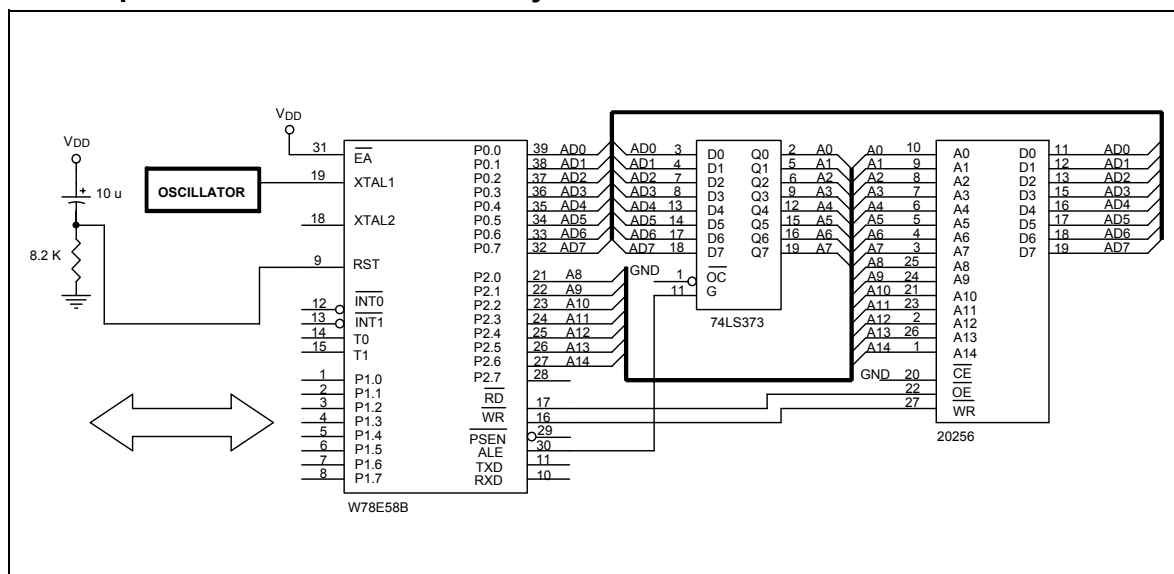 VDD
10 u
8.2 K
OSCILLATOR
VDD
31 EA
19 XTAL1
18 XTAL2
9 RST
12 INT0
13 INT1
14 T0
15 T1
1 P1.0
2 P1.1
3 P1.2
4 P1.3
5 P1.4
6 P1.5
7 P1.6
8 P1.7
P0.0 39 AD0
P0.1 38 AD1
P0.2 37 AD2
P0.3 36 AD3
P0.4 35 AD4
P0.5 34 AD5
P0.6 33 AD6
P0.7 32 AD7
P2.0 21 A8
P2.1 22 A9
P2.2 23 A10
P2.3 24 A11
P2.4 25 A12
P2.5 26 A13
P2.6 27 A14
P2.7 28
RD 17
WR 16
PSEN 29
ALE 30
TXD 11
RXD 10
W78E58B
AD0 3 D0 Q0 2 A0
AD1 4 D1 Q1 5 A1
AD2 7 D2 Q2 6 A2
AD3 8 D3 Q3 9 A3
AD4 13 D4 Q4 12 A4
AD5 14 D5 Q5 15 A5
AD6 17 D6 Q6 16 A6
AD7 18 D7 Q7 19 A7
GND 1 OC
11 G
74LS373
A0 10 A0 D0 11 AD0
A1 9 A1 D1 12 AD1
A2 8 A2 D2 13 AD2
A3 7 A3 D3 15 AD3
A4 6 A4 D4 16 AD4
A5 5 A5 D5 17 AD5
A6 4 A6 D6 18 AD6
A7 3 A7 D7 19 AD7
A8 25 A8
A9 24 A9
A10 21 A10
A11 23 A11
A12 2 A12
A13 26 A13
A14 1 A14
GND 20 CE
22 OE
27 WR
20256